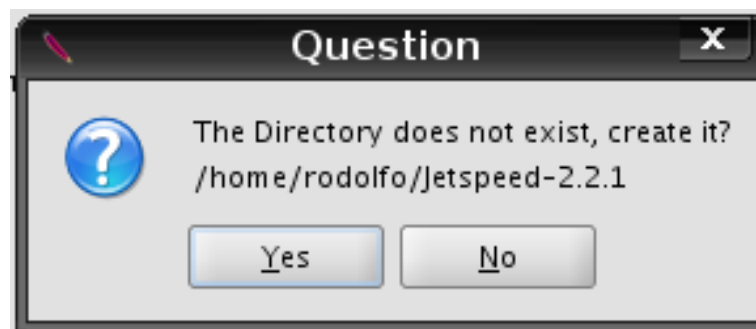 Question
X
The Directory does not exist, create it?
/home/rodolfo/Jetspeed-2.2.1
Yes No